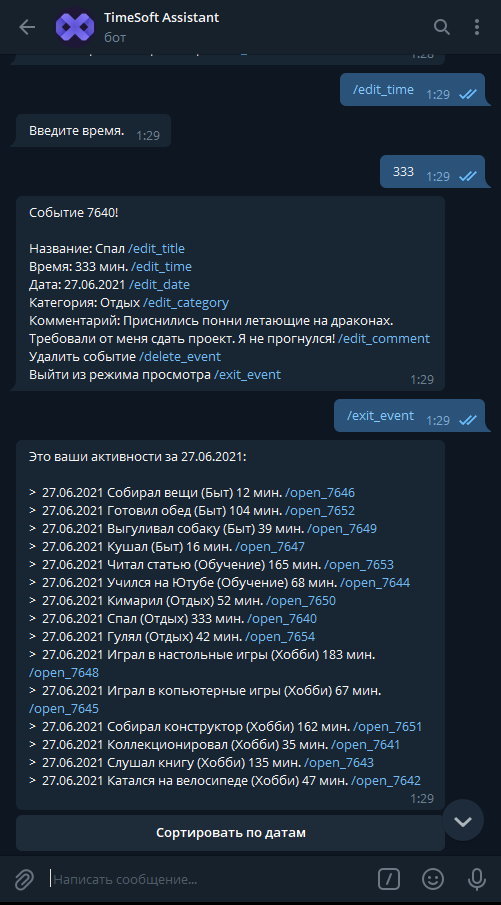 TimeSoft Assistant
бот
1:28
/edit_time 1:29
Введите время. 1:29
333 1:29
Событие 7640!
Название: Спал /edit_title
Время: 333 мин. /edit_time
Дата: 27.06.2021 /edit_date
Категория: Отдых /edit_category
Комментарий: Приснились понни летающие на драконах.
Требовали от меня сдать проект. Я не прогнулся! /edit_comment
Удалить событие /delete_event
Выйти из режима просмотра /exit_event
1:29
/exit_event 1:29
Это ваши активности за 27.06.2021:
> 27.06.2021 Собирал вещи (Быт) 12 мин. /open_7646
> 27.06.2021 Готовил обед (Быт) 104 мин. /open_7652
> 27.06.2021 Выгуливал собаку (Быт) 39 мин. /open_7649
> 27.06.2021 Кушал (Быт) 16 мин. /open_7647
> 27.06.2021 Читал статью (Обучение) 165 мин. /open_7653
> 27.06.2021 Учился на Ютубе (Обучение) 68 мин. /open_7644
> 27.06.2021 Кимарил (Отдых) 52 мин. /open_7650
> 27.06.2021 Спал (Отдых) 333 мин. /open_7640
> 27.06.2021 Гулял (Отдых) 42 мин. /open_7654
> 27.06.2021 Играл в настольные игры (Хобби) 183 мин.
/open_7648
> 27.06.2021 Играл в копьютерные игры (Хобби) 67 мин.
/open_7645
> 27.06.2021 Собирал конструктор (Хобби) 162 мин. /open_7651
> 27.06.2021 Коллекционировал (Хобби) 35 мин. /open_7641
> 27.06.2021 Слушал книгу (Хобби) 135 мин. /open_7643
> 27.06.2021 Катался на велосипеде (Хобби) 47 мин. /open_7642
1:29
Сортировать по датам
Написать сообщение...